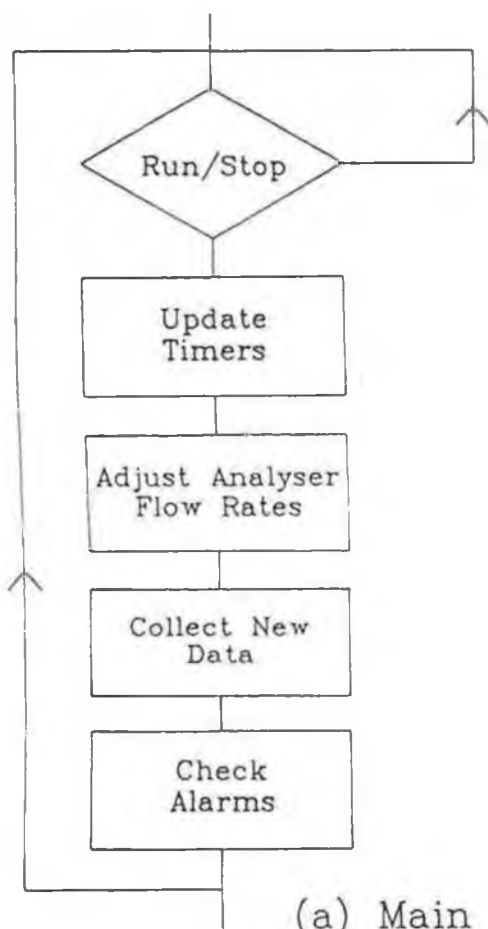 Run/Stop
Update
Timers
Adjust Analyser
Flow Rates
Collect New
Data
Check
Alarms
(a) Main